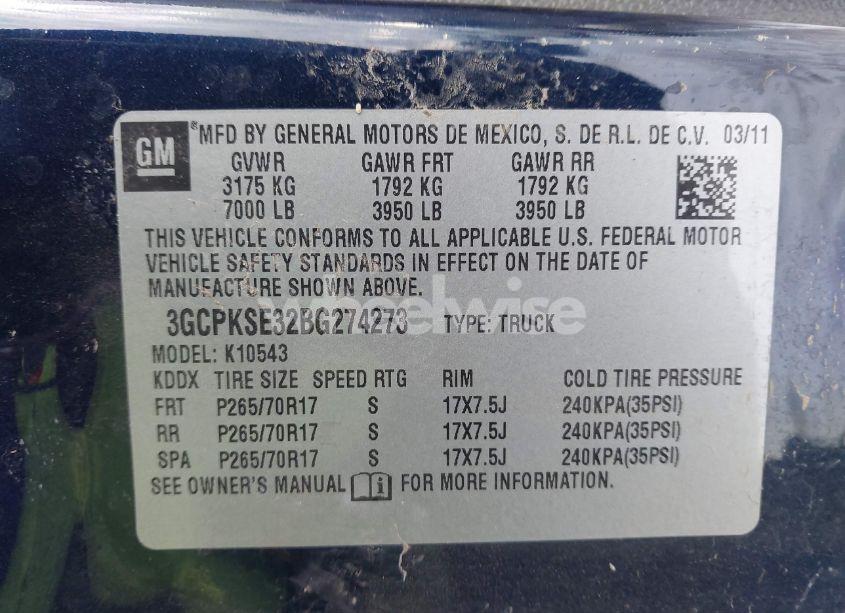 GM
®MFD BY GENERAL MOTORS DE MEXICO, S. DE R.L. DE C.V. 03/11
GVWR GAWR FRT GAWR RR
3175 KG 1792 KG 1792 KG
7000 LB 3950 LB 3950 LB
THIS VEHICLE CONFORMS TO ALL APPLICABLE U.S. FEDERAL MOTOR
VEHICLE SAFETY STANDARDS IN EFFECT ON THE DATE OF
MANUFACTURE SHOWN ABOVE.
wheelwise
3GCPKSE32BG274273 TYPE: TRUCK
MODEL: K10543
KDDX TIRE SIZE SPEED RTG RIM COLD TIRE PRESSURE
FRT P265/70R17 S 17X7.5J 240KPA(35PSI)
RR P265/70R17 S 17X7.5J 240KPA(35PSI)
SPA P265/70R17 S 17X7.5J 240KPA(35PSI)
SEE OWNER'S MANUAL FOR MORE INFORMATION.